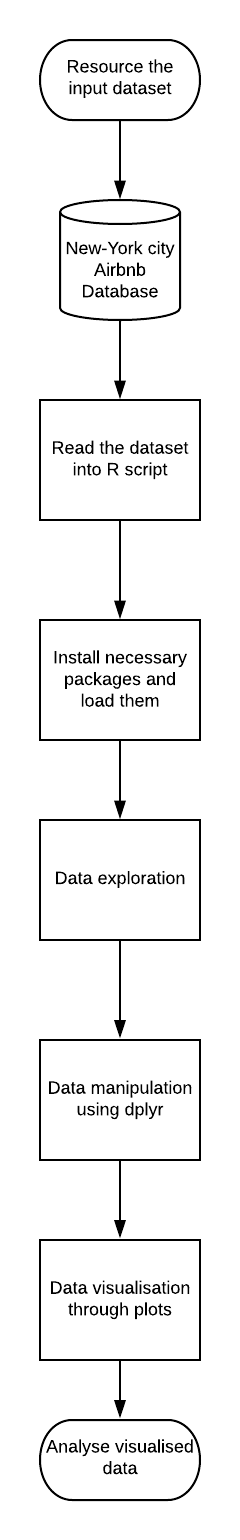 Resource the
input dataset
New-York city
Airbnb
Database
Read the dataset
into R script
Install necessary
packages and
load them
Data exploration
Data manipulation
using dplyr
Data visualisation
through plots
Analyse visualised
data